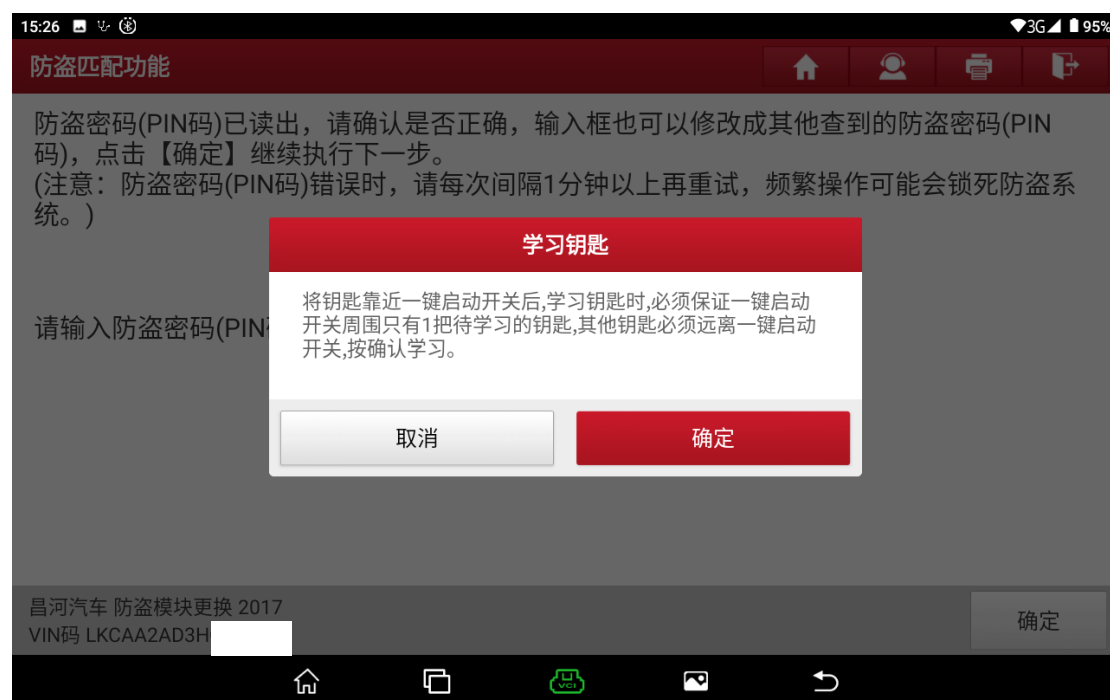 15:26
3G 95%
防盗匹配功能
防盗密码(PIN码)已读出，请确认是否正确，输入框也可以修改成其他查到的防盗密码(PIN
码)，点击【确定】继续执行下一步。
(注意：防盗密码(PIN码)错误时，请每次间隔1分钟以上再重试，频繁操作可能会锁死防盗系
统。)
学习钥匙
将钥匙靠近一键启动开关后,学习钥匙时,必须保证一键启动
开关周围只有1把待学习的钥匙,其他钥匙必须远离一键启动
开关,按确认学习。
请输入防盗密码(PIN
取消
确定
昌河汽车 防盗模块更换 2017
VIN码 LKCAA2AD3H
确定
VCI